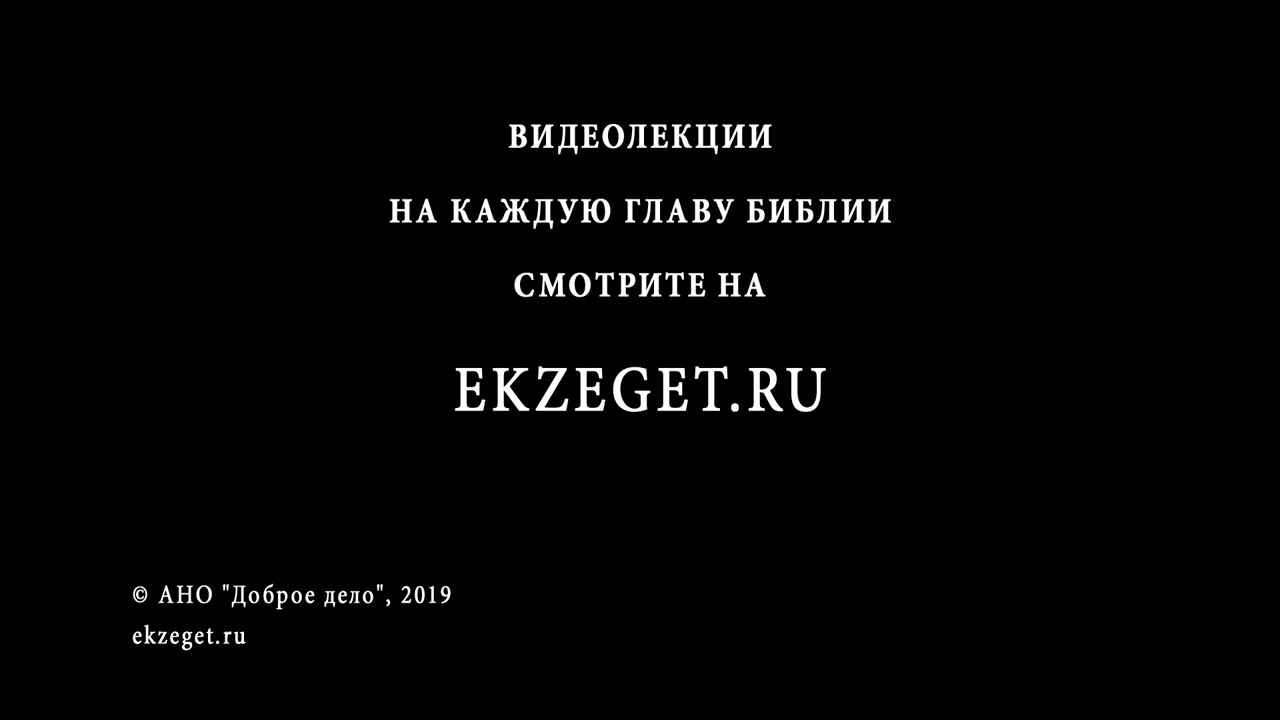 ВИДЕОЛЕКЦИИ
НА КАЖДУЮ ГЛАВУ БИБЛИИ
СМОТРИТЕ НА
EKZEGET.RU
© АНО "Доброе дело", 2019
ekzeget.ru